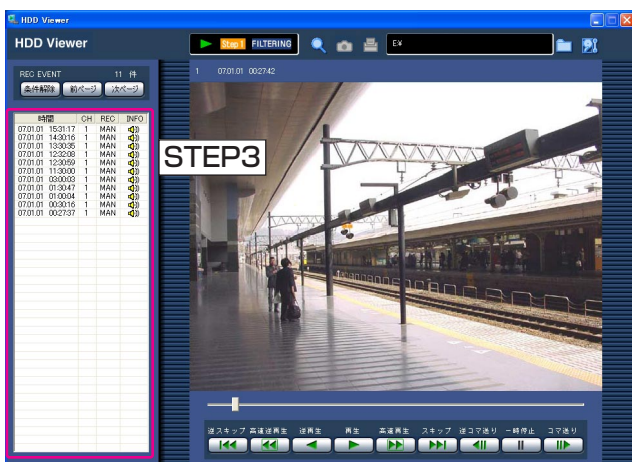 HDD Viewer
HDD Viewer
Step1 FILTERING
E¥
REC EVENT 11 件
条件解除 前ページ 次ページ
1 07.01.01 00:27:42
時間 CH REC INFO
07.01.01 15:31:17 1 MAN
07.01.01 14:30:16 1 MAN
07.01.01 13:30:35 1 MAN
07.01.01 12:32:08 1 MAN
07.01.01 12:30:59 1 MAN
07.01.01 11:30:00 1 MAN
07.01.01 03:00:03 1 MAN
07.01.01 01:30:47 1 MAN
07.01.01 01:00:04 1 MAN
07.01.01 00:30:16 1 MAN
07.01.01 00:27:37 1 MAN
STEP3
逆スキップ 高速逆再生 逆再生 再生 高速再生 スキップ 逆コマ送り 一時停止 コマ送り